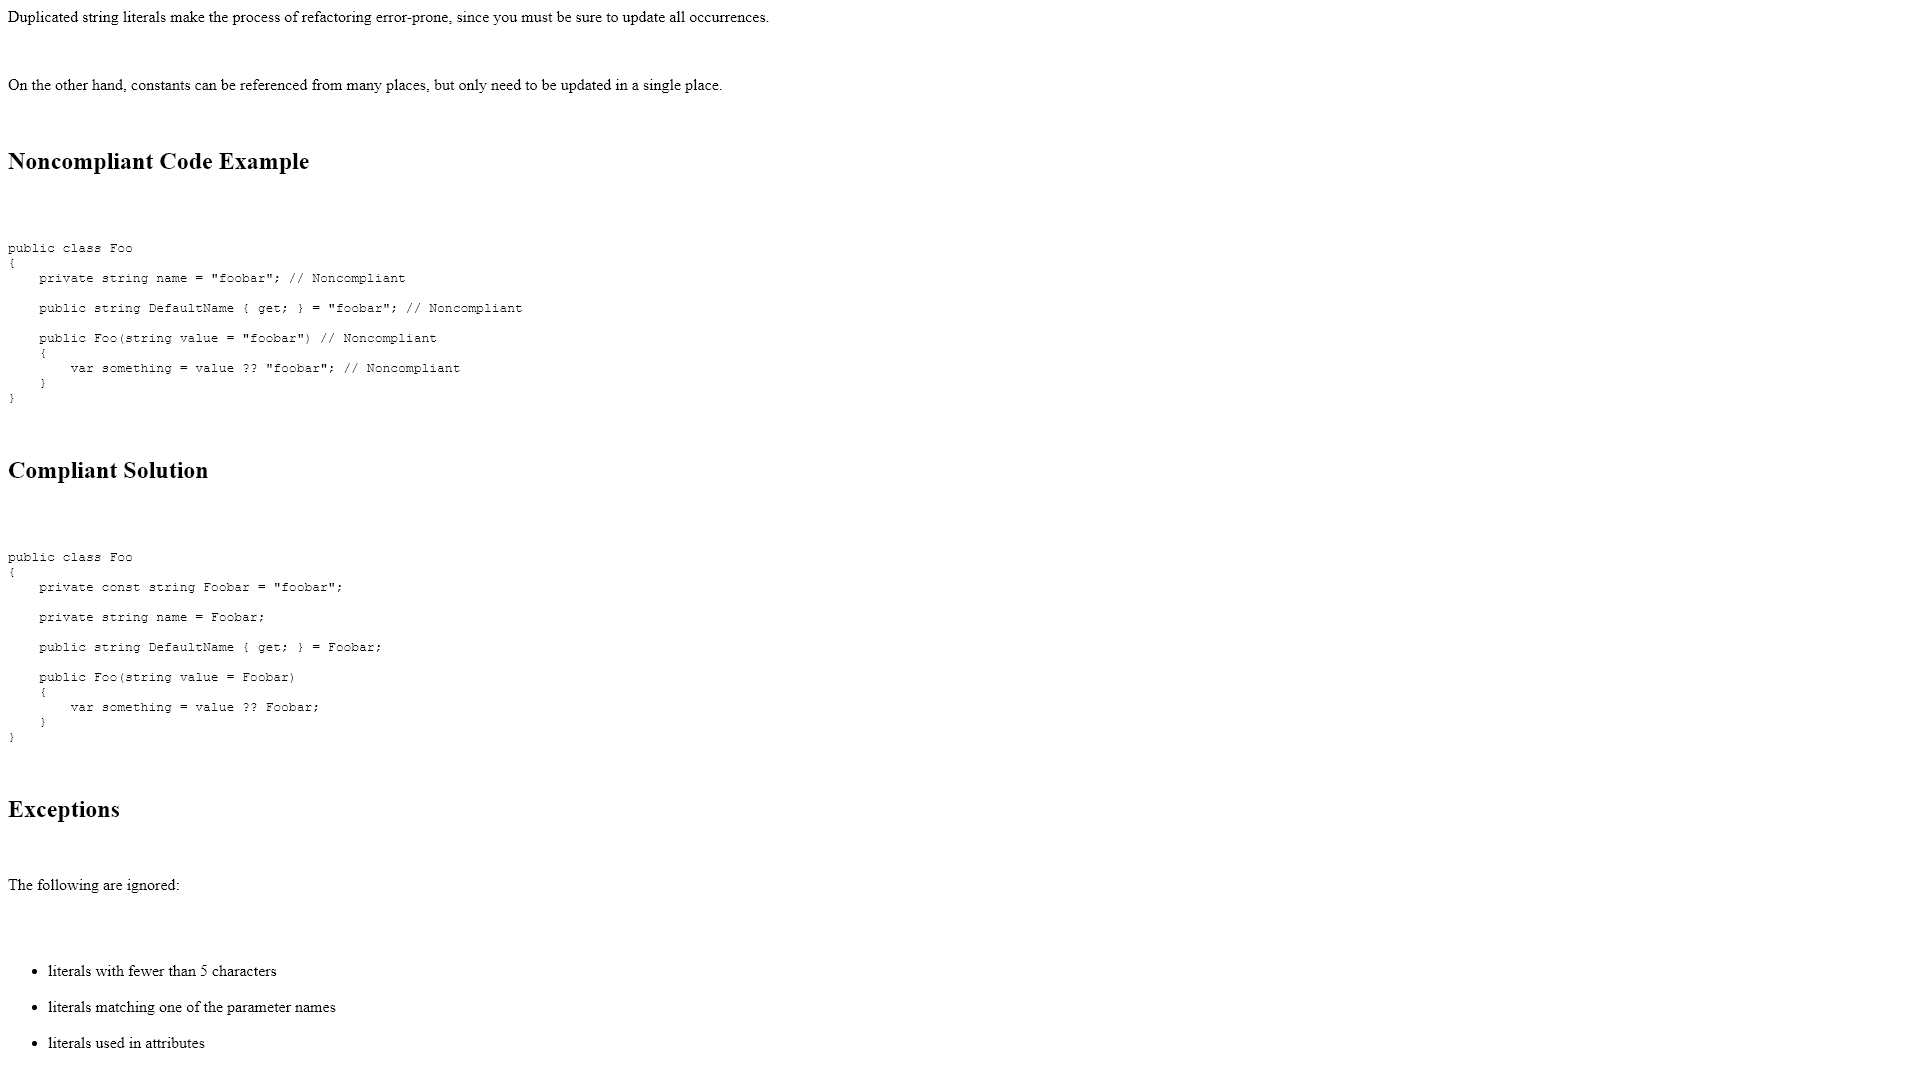 Duplicated string literals make the process of refactoring error-prone, since you must be sure to update all occurrences.
On the other hand, constants can be referenced from many places, but only need to be updated in a single place.
Noncompliant Code Example
public class Foo
{
    private string name = "foobar"; // Noncompliant
    public string DefaultName { get; } = "foobar"; // Noncompliant
    public Foo(string value = "foobar") // Noncompliant
    {
        var something = value ?? "foobar"; // Noncompliant
    }
}
Compliant Solution
public class Foo
{
    private const string Foobar = "foobar";
    private string name = Foobar;
    public string DefaultName { get; } = Foobar;
    public Foo(string value = Foobar)
    {
        var something = value ?? Foobar;
    }
}
Exceptions
The following are ignored:
• literals with fewer than 5 characters
• literals matching one of the parameter names
• literals used in attributes